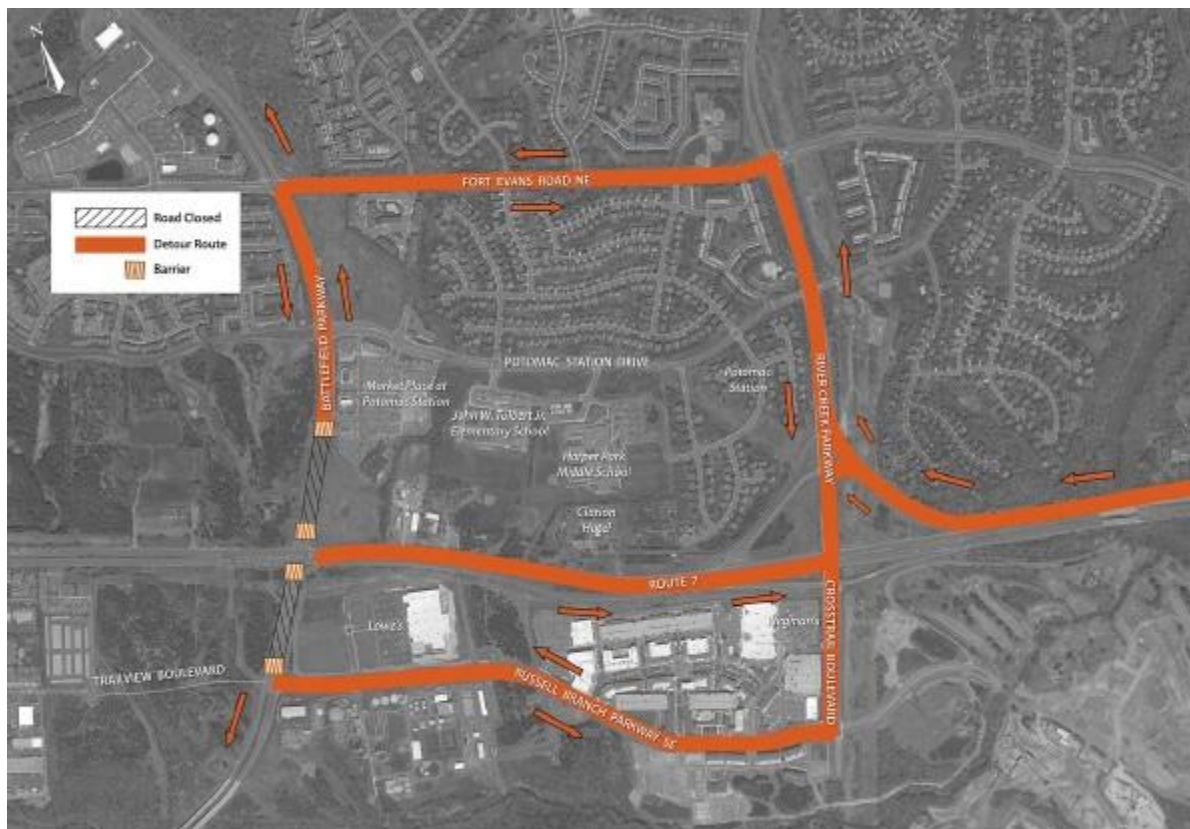 Z
FORT EVANS ROAD NE
Road Closed
Detour Route
Barrier
BATTLEFIELD PARKWAY
POTOMAC STATION DRIVE
Market Place at
Potomac Station
Potomac
Station
RIVER CREEK PARKWAY
John W. Tolbert Jr.
Elementary School
Harper Park
Middle School
Clarion
ROUTE 7
CROSSTRAIL BOULEVARD
Lowe's
Wegman's
TRAILVIEW BOULEVARD
RUSSELL BRANCH PARKWAY SE